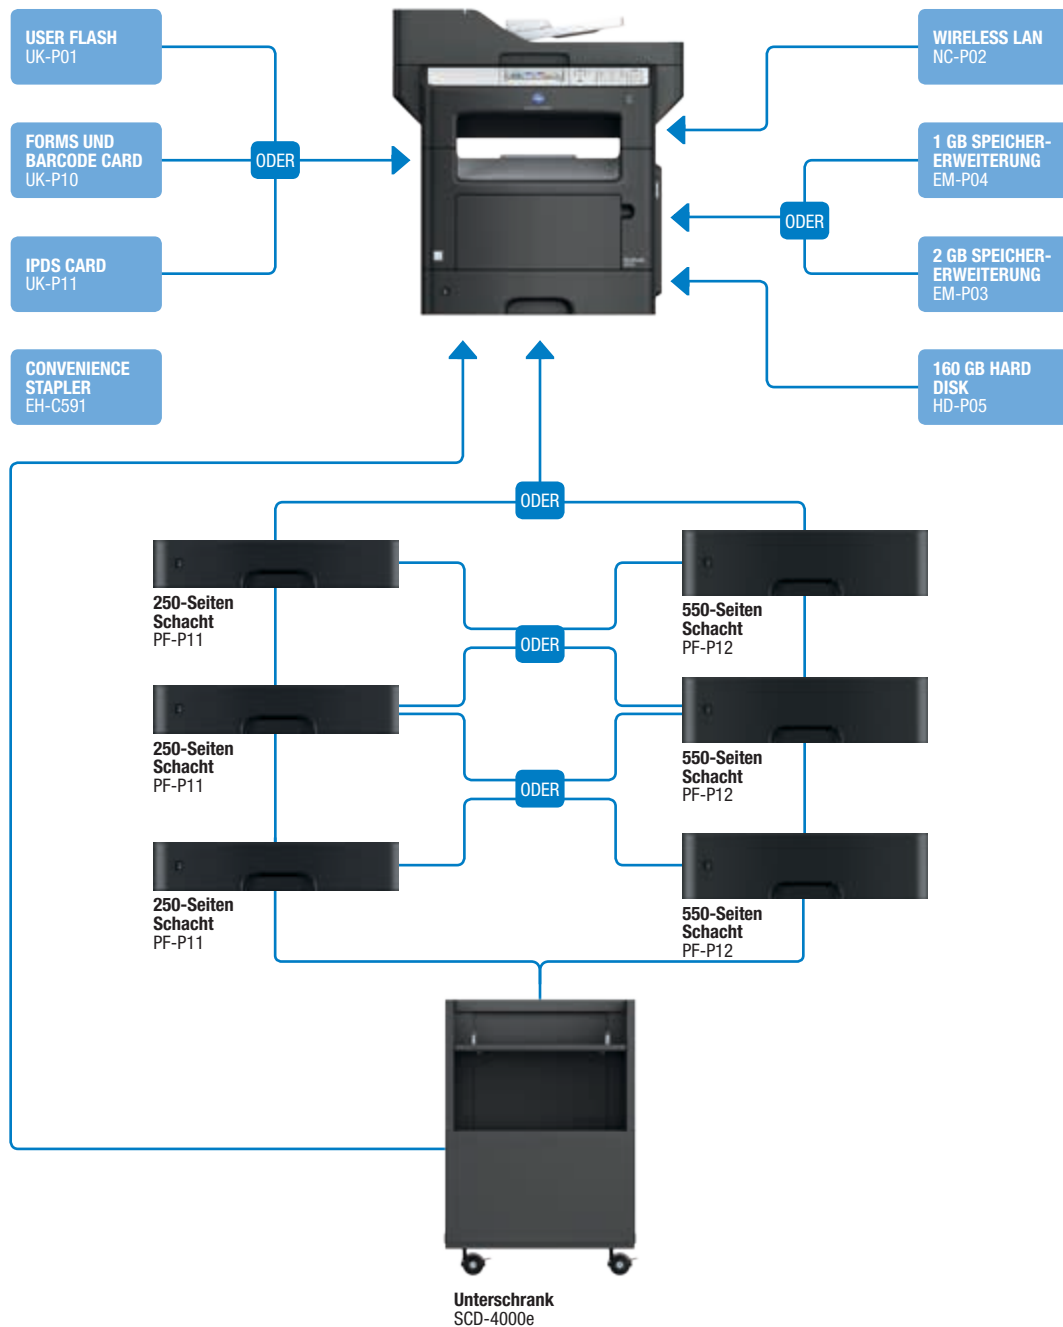 USER FLASH
UK-P01
FORMS UND
BARCODE CARD
UK-P10
IPDS CARD
UK-P11
CONVENIENCE
STAPLER
EH-C591
ODER
WIRELESS LAN
NC-P02
1 GB SPEICHER-
ERWEITERUNG
EM-P04
ODER
2 GB SPEICHER-
ERWEITERUNG
EM-P03
160 GB HARD
DISK
HD-P05
ODER
250-Seiten
Schacht
PF-P11
550-Seiten
Schacht
PF-P12
ODER
250-Seiten
Schacht
PF-P11
550-Seiten
Schacht
PF-P12
ODER
250-Seiten
Schacht
PF-P11
550-Seiten
Schacht
PF-P12
Unterschrank
SCD-4000e